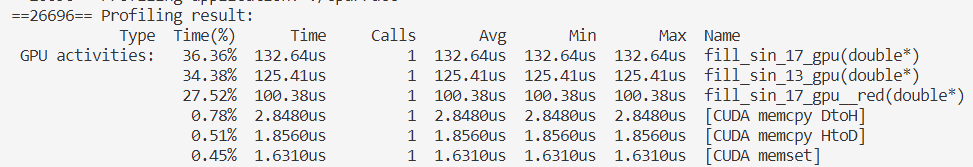 ==26696== Profiling result:
Type Time(%) Time Calls Avg Min Max Name
GPU activities: 36.36% 132.64us 1 132.64us 132.64us 132.64us fill_sin_17_gpu(double*)
34.38% 125.41us 1 125.41us 125.41us 125.41us fill_sin_13_gpu(double*)
27.52% 100.38us 1 100.38us 100.38us 100.38us fill_sin_17_gpu__red(double*)
0.78% 2.8480us 1 2.8480us 2.8480us 2.8480us [CUDA memcpy DtoH]
0.51% 1.8560us 1 1.8560us 1.8560us 1.8560us [CUDA memcpy HtoD]
0.45% 1.6310us 1 1.6310us 1.6310us 1.6310us [CUDA memset]